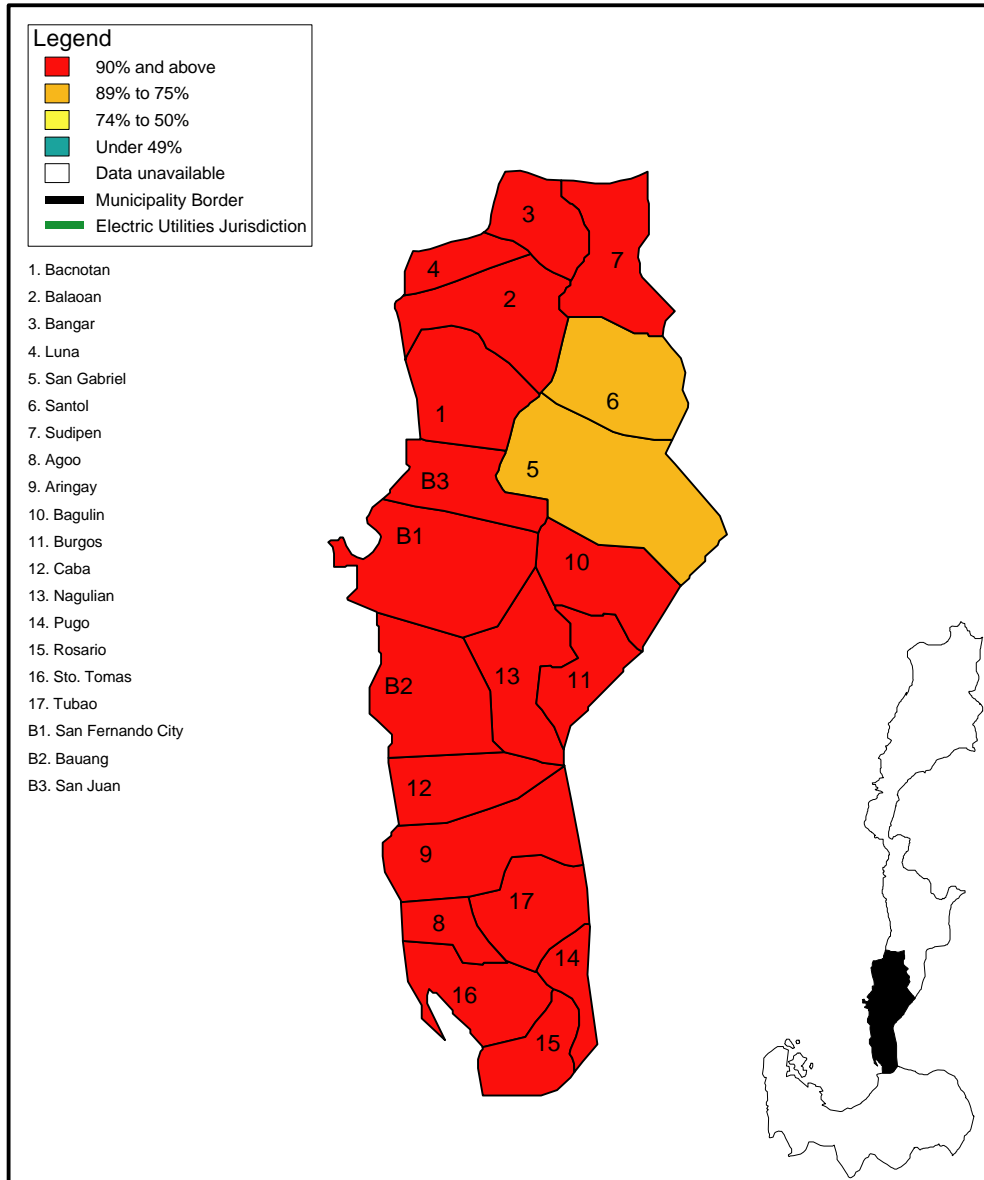 Legend
90% and above
89% to 75%
74% to 50%
Under 49%
Data unavailable
Municipality Border
Electric Utilities Jurisdiction
1. Bacnotan
2. Balaoan
3. Bangar
4. Luna
5. San Gabriel
6. Santol
7. Sudipen
8. Agoo
9. Aringay
10. Bagulin
11. Burgos
12. Caba
13. Nagulian
14. Pugo
15. Rosario
16. Sto. Tomas
17. Tubao
B1. San Fernando City
B2. Bauang
B3. San Juan
3
7
4
2
6
1
5
B3
B1
10
13
11
B2
12
9
17
8
14
16
15